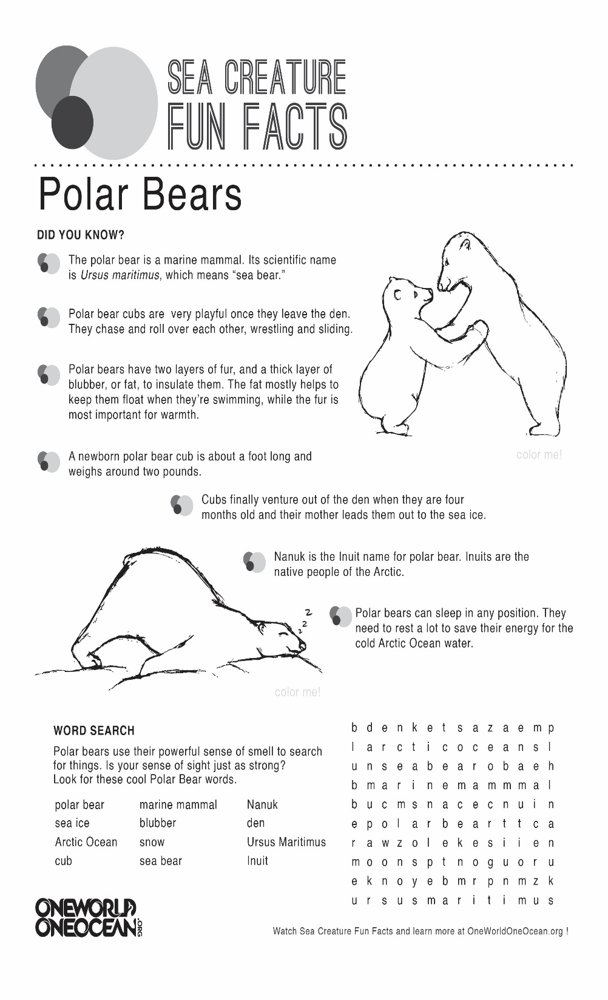 SEA CREATURE
FUN FACTS
Polar Bears
DID YOU KNOW?
The polar bear is a marine mammal. Its scientific name
is Ursus maritimus, which means “sea bear.”
Polar bear cubs are very playful once they leave the den.
They chase and roll over each other, wrestling and sliding.
Polar bears have two layers of fur, and a thick layer of
blubber, or fat, to insulate them. The fat mostly helps to
keep them float when they're swimming, while the fur is
most important for warmth.
color me!
A newborn polar bear cub is about a foot long and
weighs around two pounds.
Cubs finally venture out of the den when they are four
months old and their mother leads them out to the sea ice.
Nanuk is the Inuit name for polar bear. Inuits are the
native people of the Arctic.
Polar bears can sleep in any position. They
need to rest a lot to save their energy for the
cold Arctic Ocean water.
z
z
z
color me!
WORD SEARCH
Polar bears use their powerful sense of smell to search
for things. Is your sense of sight just as strong?
Look for these cool Polar Bear words.
polar bear marine mammal Nanuk
sea ice blubber den
Arctic Ocean snow Ursus Maritimus
cub sea bear Inuit
b d e n k e t s a z a e m p
l a r c t i c o c e a n s l
u n s e a b e a r o b a e h
b m a r i n e m a m m m a l
b u c m s n a c e c n u i n
e p o l a r b e a r t t c a
r a w z o l e k e s i i e n
m o o n s p t n o g u o r u
e k n o y e b m r p n m z k
u r s u s m a r i t i m u s
ONEWORLD
ONEOCEAN
.ORG
Watch Sea Creature Fun Facts and learn more at OneWorldOneOcean.org !